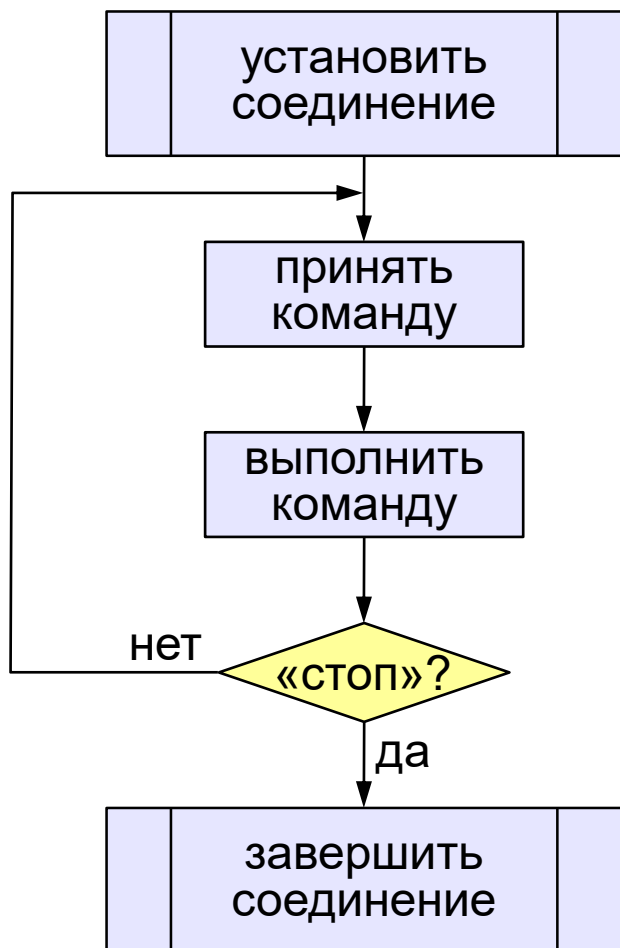 установить
соединение
принять
команду
выполнить
команду
нет
«стоп»?
да
завершить
соединение